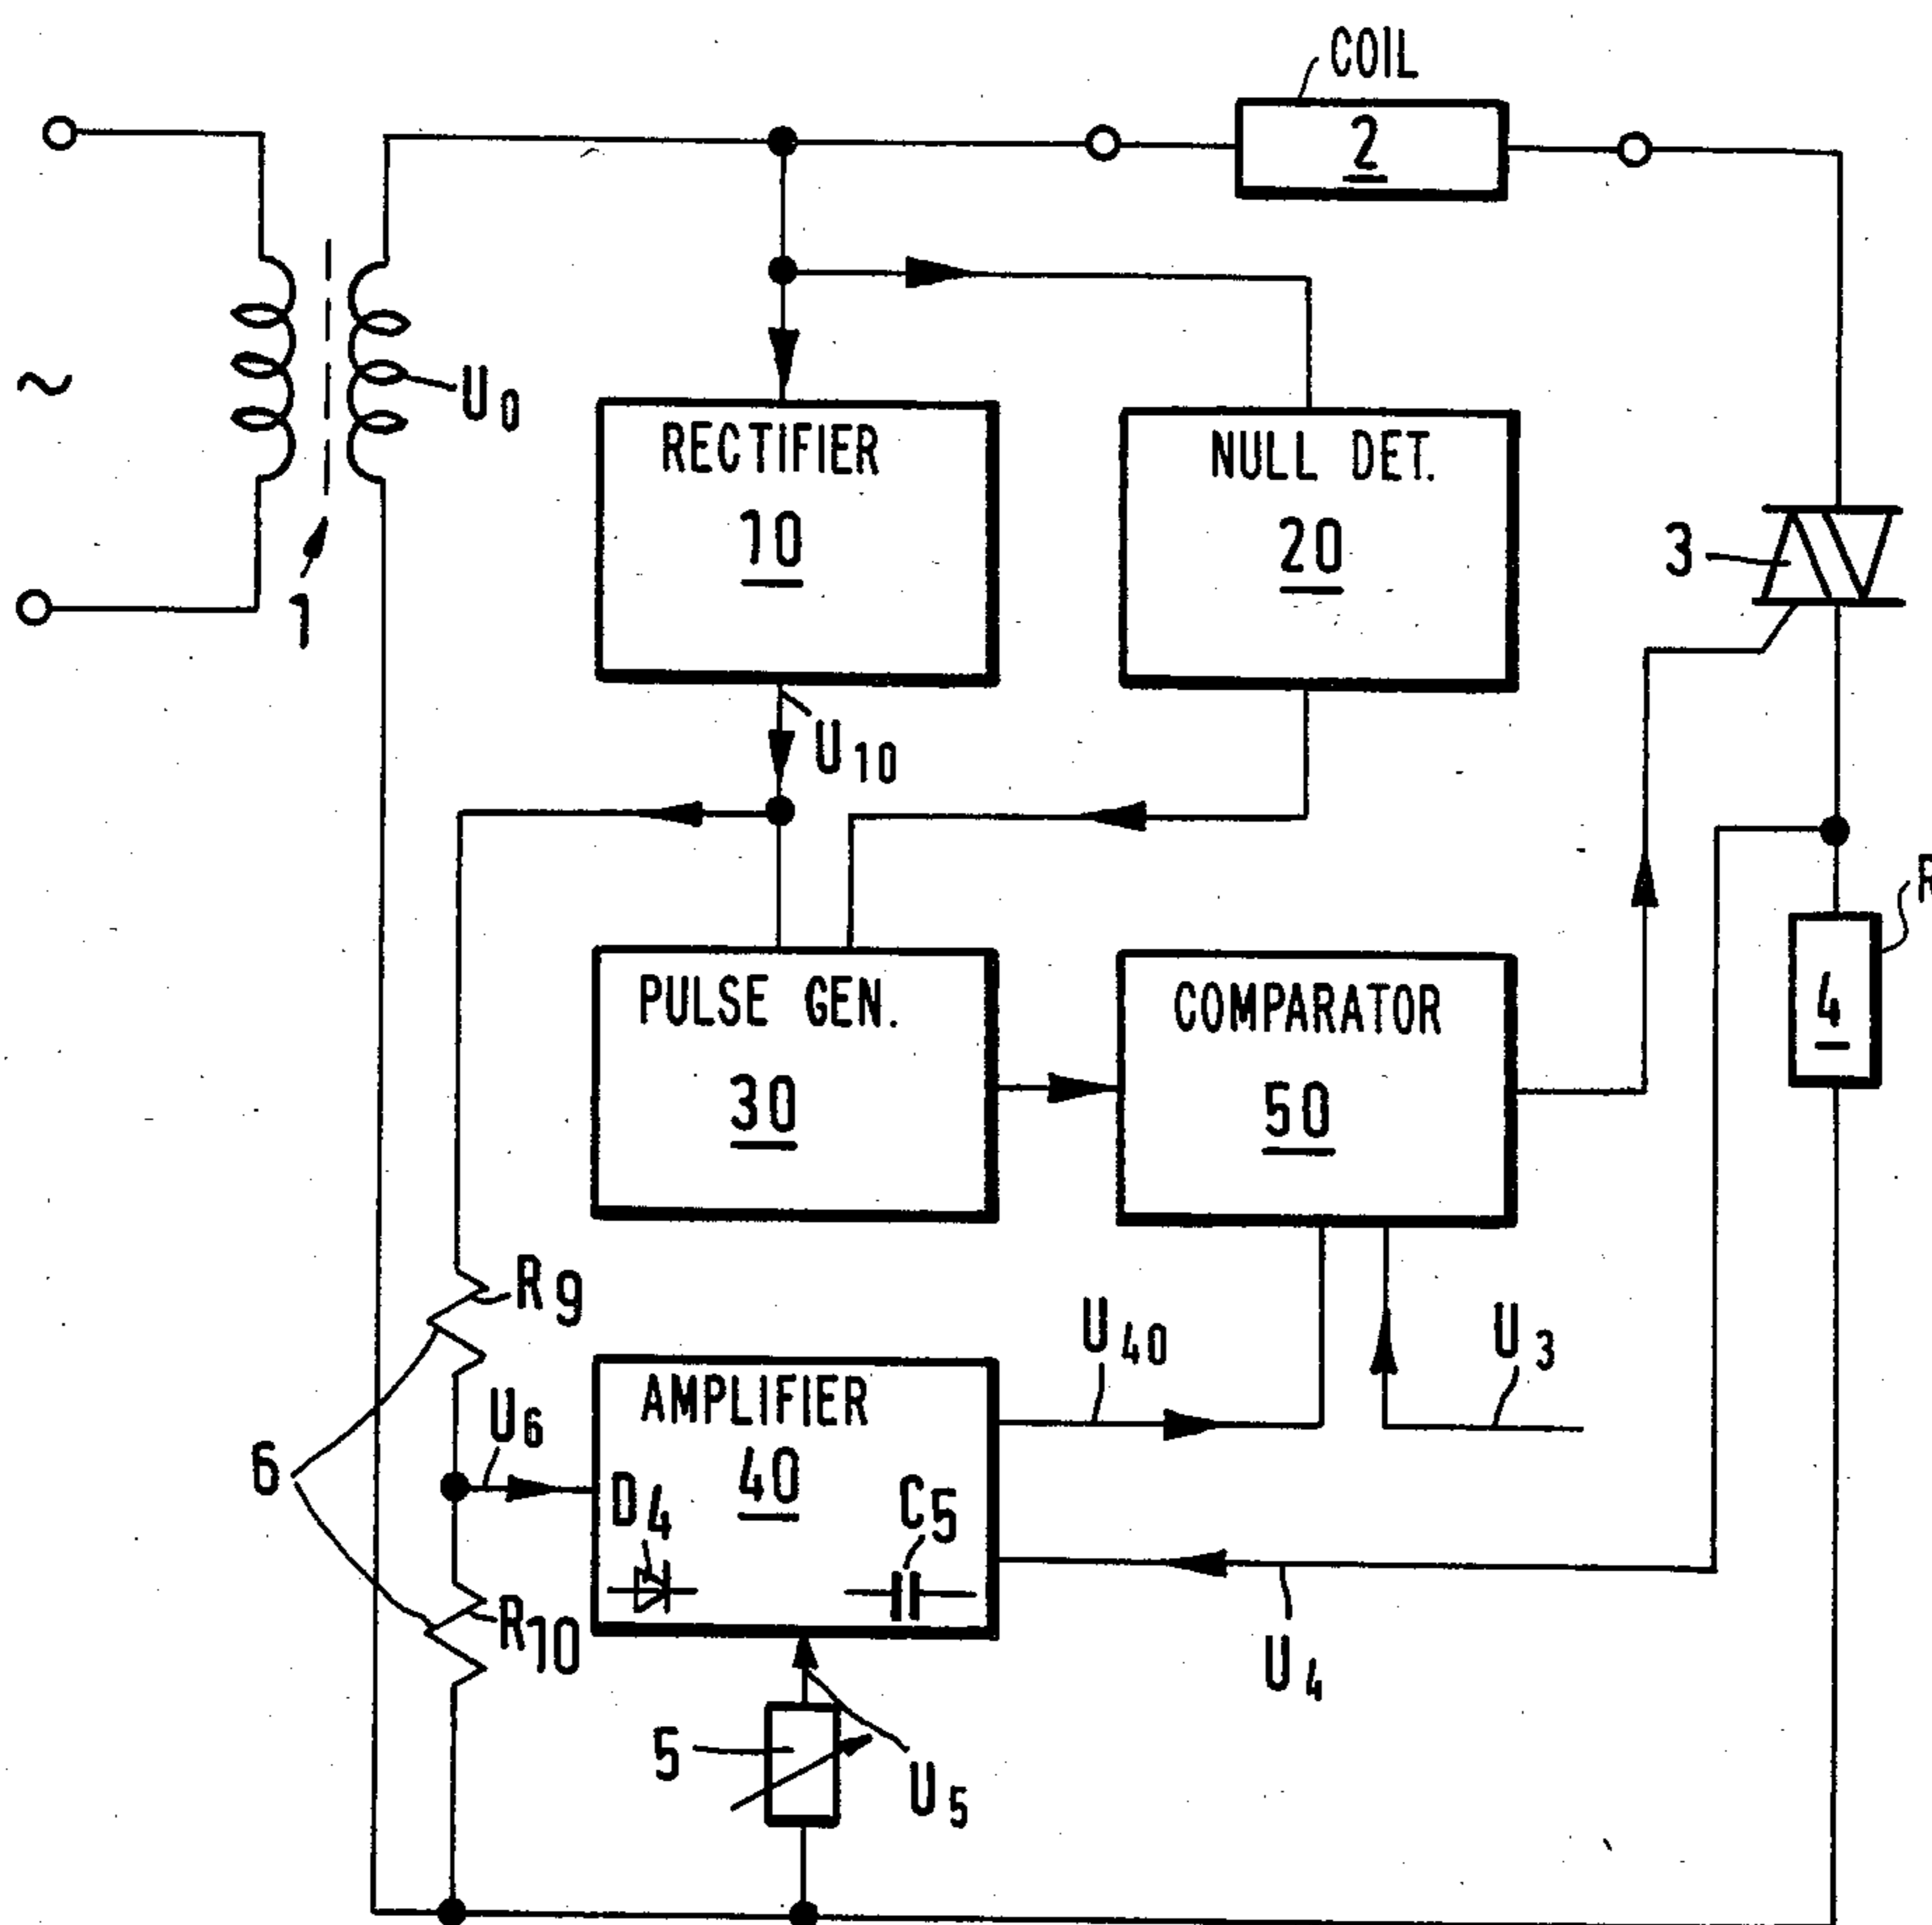 COIL
2
~
U0
1
RECTIFIER
10
NULL DET.
20
3
U10
R
4
PULSE GEN.
30
COMPARATOR
50
R9
U40
U3
AMPLIFIER
40
U6
6
D4
C5
R10
U4
5
U5